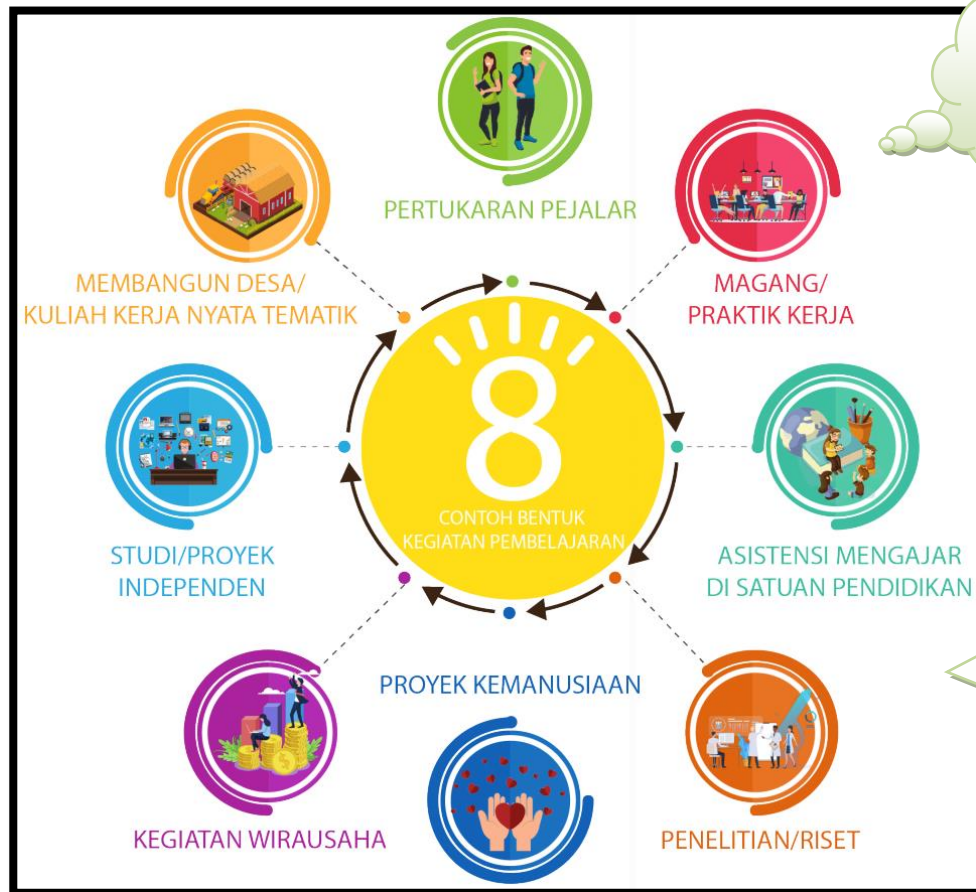 PERTUKARAN PEJALAR
MEMBANGUN DESA/
KULIAH KERJA NYATA TEMATIK
MAGANG/
PRAKTIK KERJA
8
CONTOH BENTUK
KEGIATAN PEMBELAJARAN
STUDI/PROYEK
INDEPENDEN
ASISTENSI MENGAJAR
DI SATUAN PENDIDIKAN
PROYEK KEMANUSIAAN
KEGIATAN WIRAUSAHA
PENELITIAN/RISET